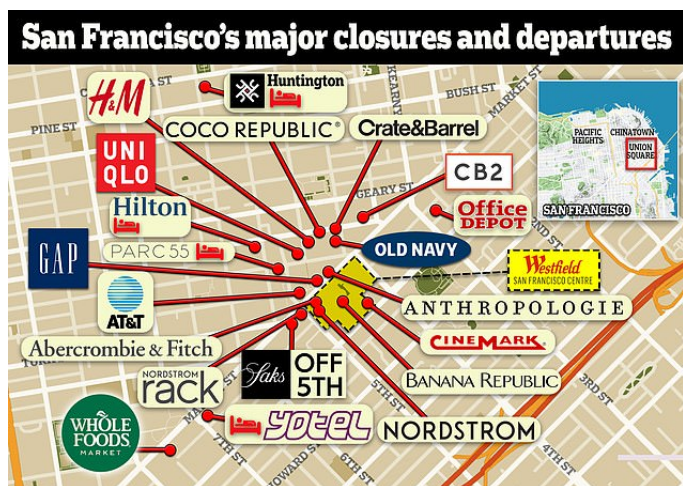 San Francisco's major closures and departures
H&M
Huntington
COCO REPUBLIC
Crate&Barrel
KEARNY
BUSH ST
MARKET ST
PINE ST
UNI
QLO
CB2
GEARY ST
Hilton
Office
DEPOT
PARC 55
OLD NAVY
GAP
2ND ST
PACIFIC
HEIGHTS
CHINATOWN
UNION
SQUARE
SAN FRANCISCO
Westfield
SAN FRANCISCO CENTRE
AT&T
ANTHROPOLOGIE
CINEMARK
Abercrombie & Fitch
NORDSTROM
rack
Saks
OFF
5TH
BANANA REPUBLIC
5TH ST
3RD ST
WHOLE
FOODS
MARKET
YOTEL
NORDSTROM
7TH ST
HOWARD ST
6TH ST
4TH ST